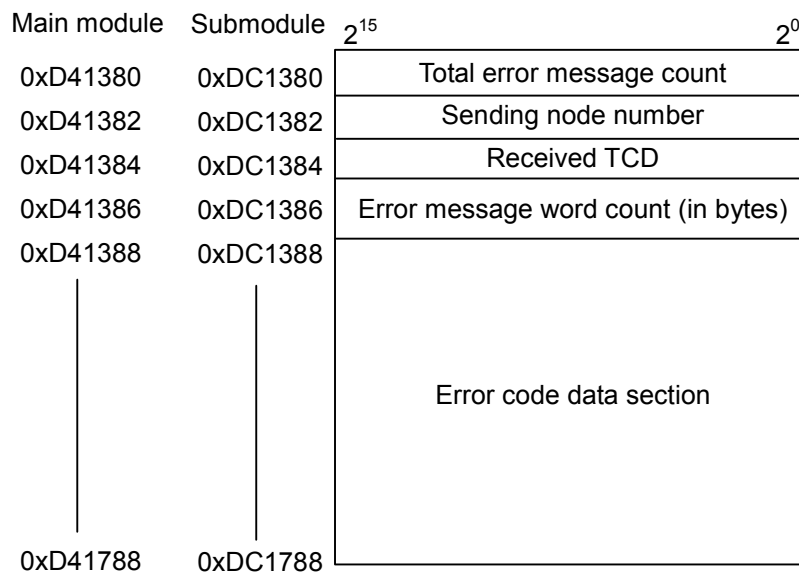 Main module Submodule 2¹⁵ 2⁰
0xD41380 0xDC1380 Total error message count
0xD41382 0xDC1382 Sending node number
0xD41384 0xDC1384 Received TCD
0xD41386 0xDC1386 Error message word count (in bytes)
0xD41388 0xDC1388
Error code data section
0xD41788 0xDC1788